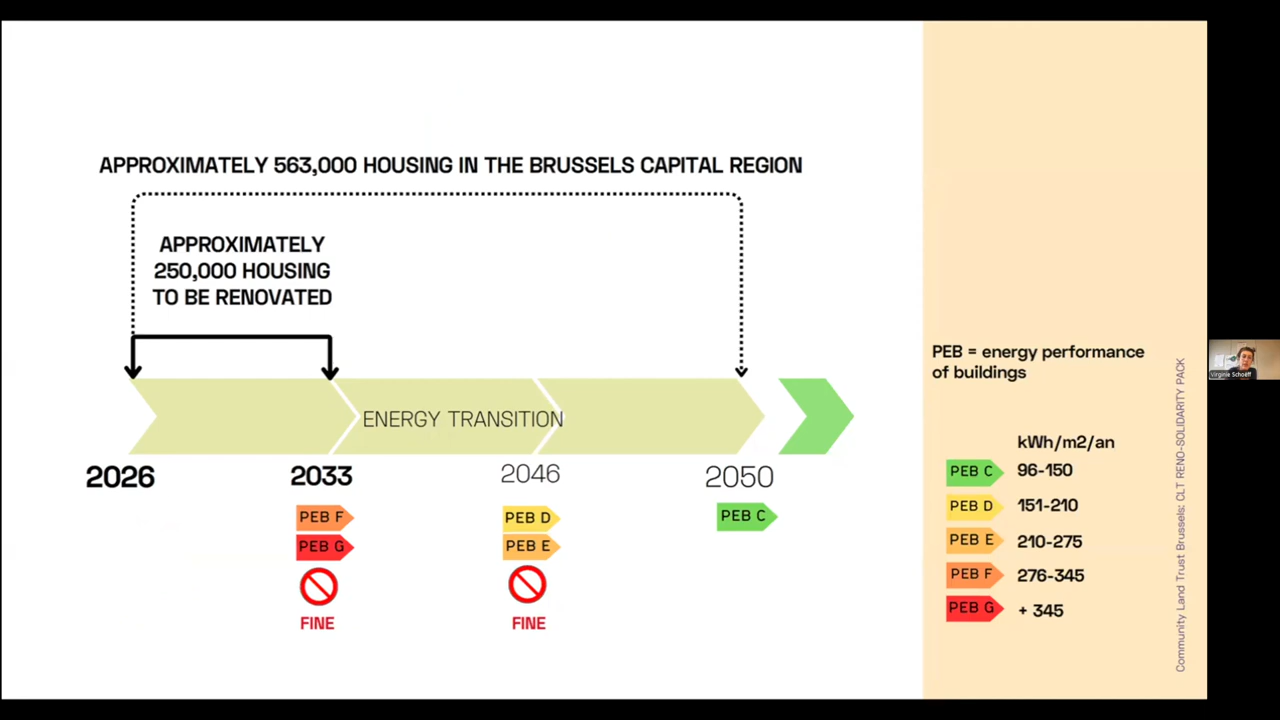 APPROXIMATELY 563,000 HOUSING IN THE BRUSSELS CAPITAL REGION
APPROXIMATELY
250,000 HOUSING
TO BE RENOVATED
ENERGY TRANSITION
2026
2033
2046
2050
PEB F
PEB G
FINE
PEB D
PEB E
FINE
PEB C
PEB = energy performance
of buildings
kWh/m2/an
PEB C 96-150
PEB D 151-210
PEB E 210-275
PEB F 276-345
PEB G + 345
Community Land Trust Brussels: CLT RENO-SOLIDARITY PACK
Virginie Schoëff